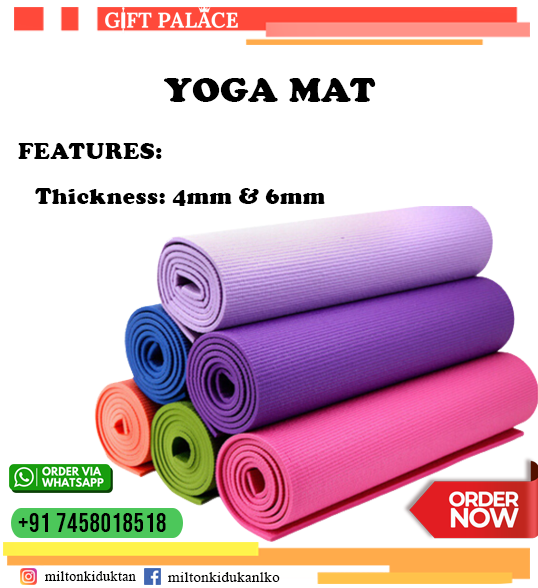 GIFT PALACE
YOGA MAT
FEATURES:
Thickness: 4mm & 6mm
ORDER VIA
WHATSAPP
+91 7458018518
ORDER
NOW
miltonkiduktan
miltonkidukanlko